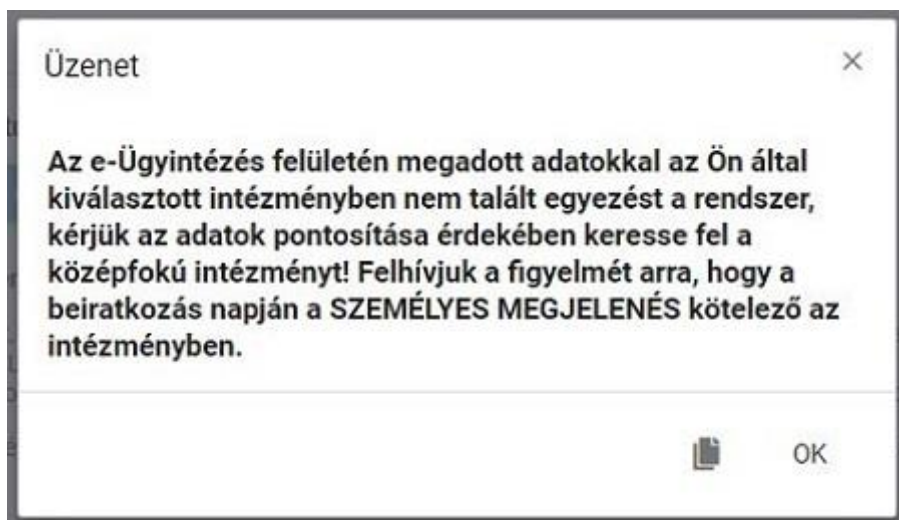 Üzenet
Az e-Ügyintézés felületén megadott adatokkal az Ön által
kiválasztott intézményben nem talált egyezést a rendszer,
kérjük az adatok pontosítása érdekében keresse fel a
középfokú intézményt! Felhívjuk a figyelmét arra, hogy a
beiratkozás napján a SZEMÉLYES MEGJELENÉS kötelező az
intézményben.
OK